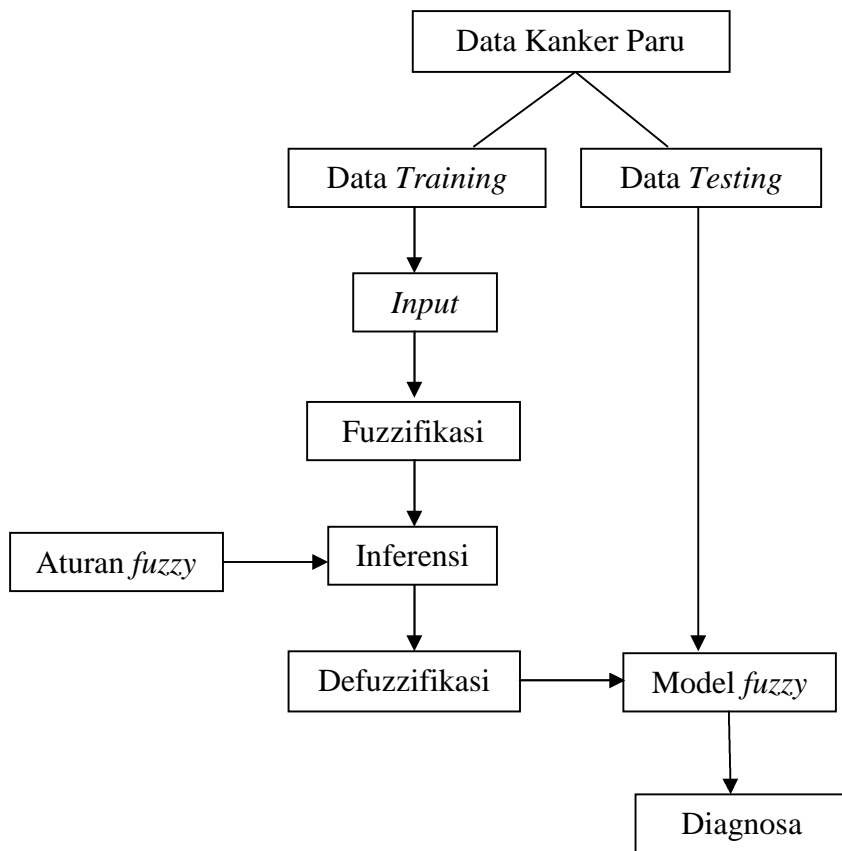 Data Kanker Paru
Data Training
Data Testing
Input
Fuzzifikasi
Aturan fuzzy
Inferensi
Defuzzifikasi
Model fuzzy
Diagnosa